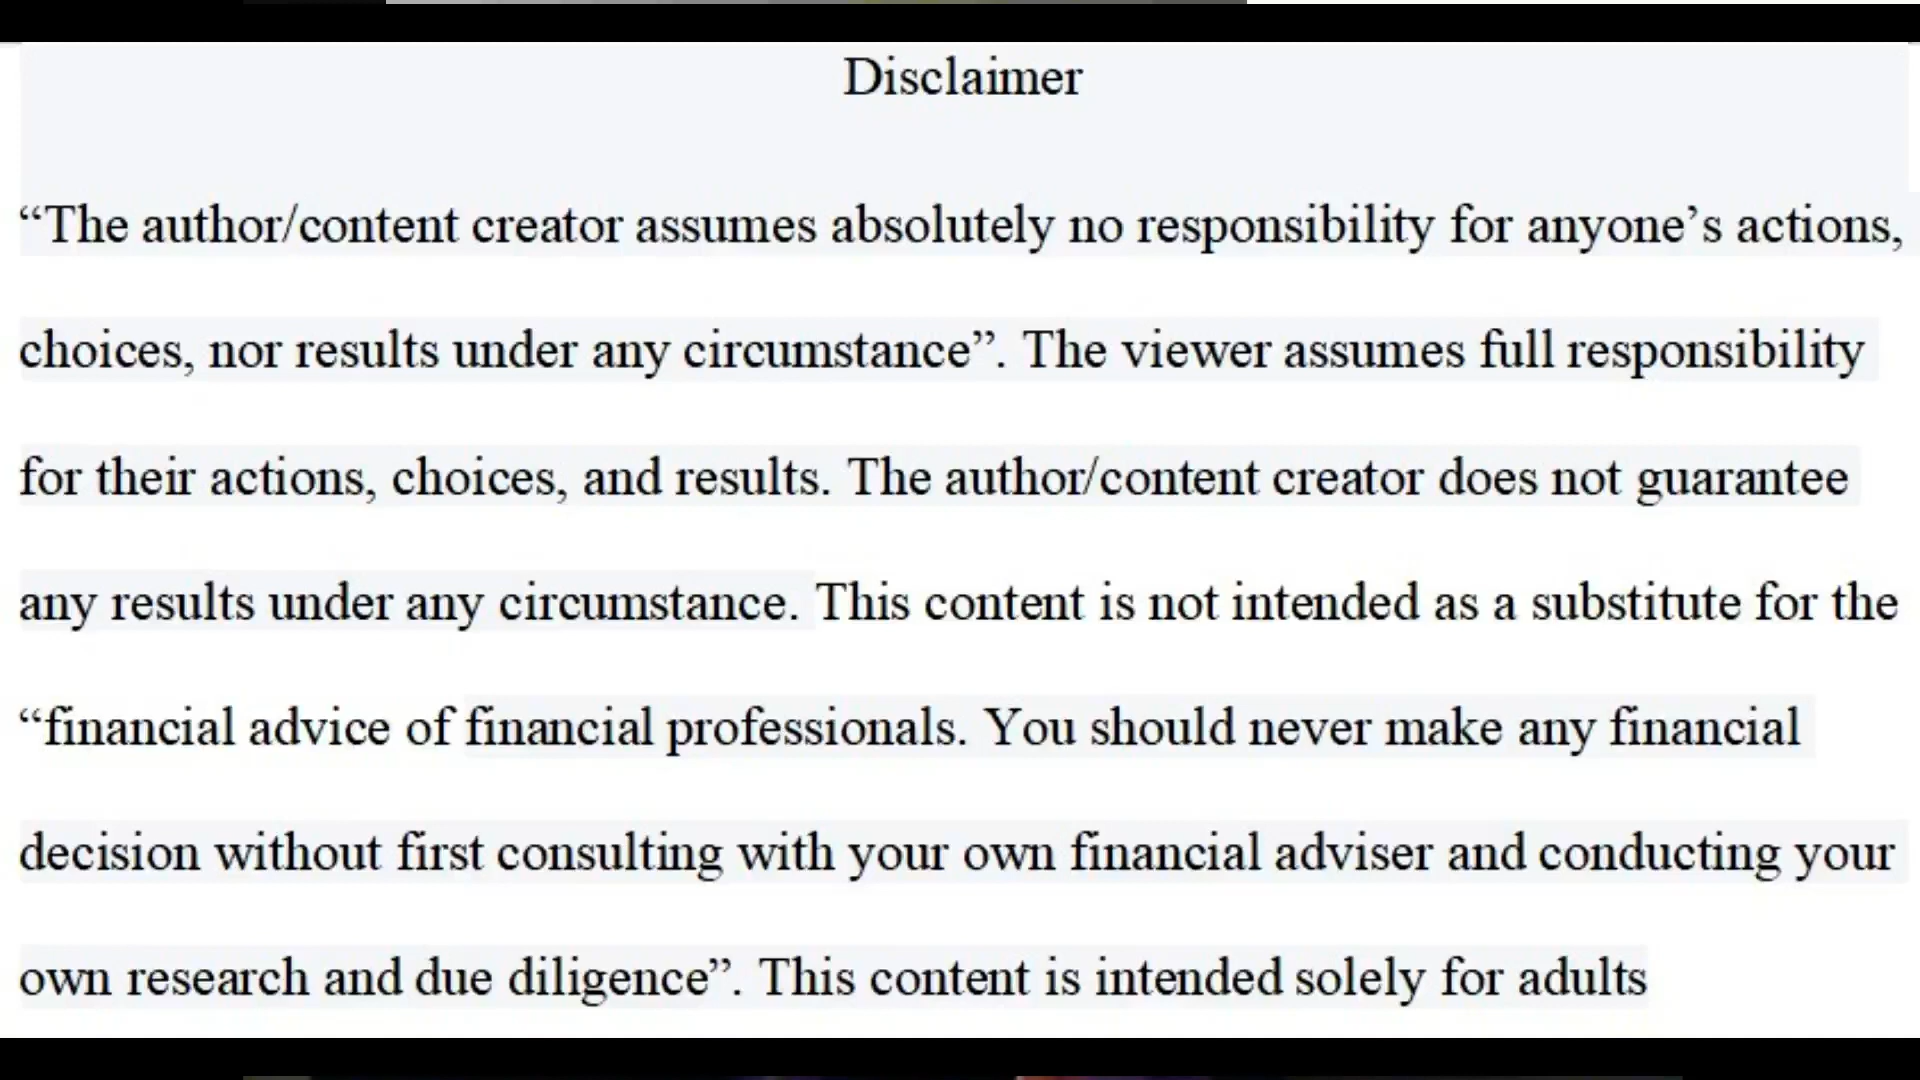 Disclaimer
“The author/content creator assumes absolutely no responsibility for anyone’s actions,
choices, nor results under any circumstance”. The viewer assumes full responsibility
for their actions, choices, and results. The author/content creator does not guarantee
any results under any circumstance. This content is not intended as a substitute for the
“financial advice of financial professionals. You should never make any financial
decision without first consulting with your own financial adviser and conducting your
own research and due diligence”. This content is intended solely for adults